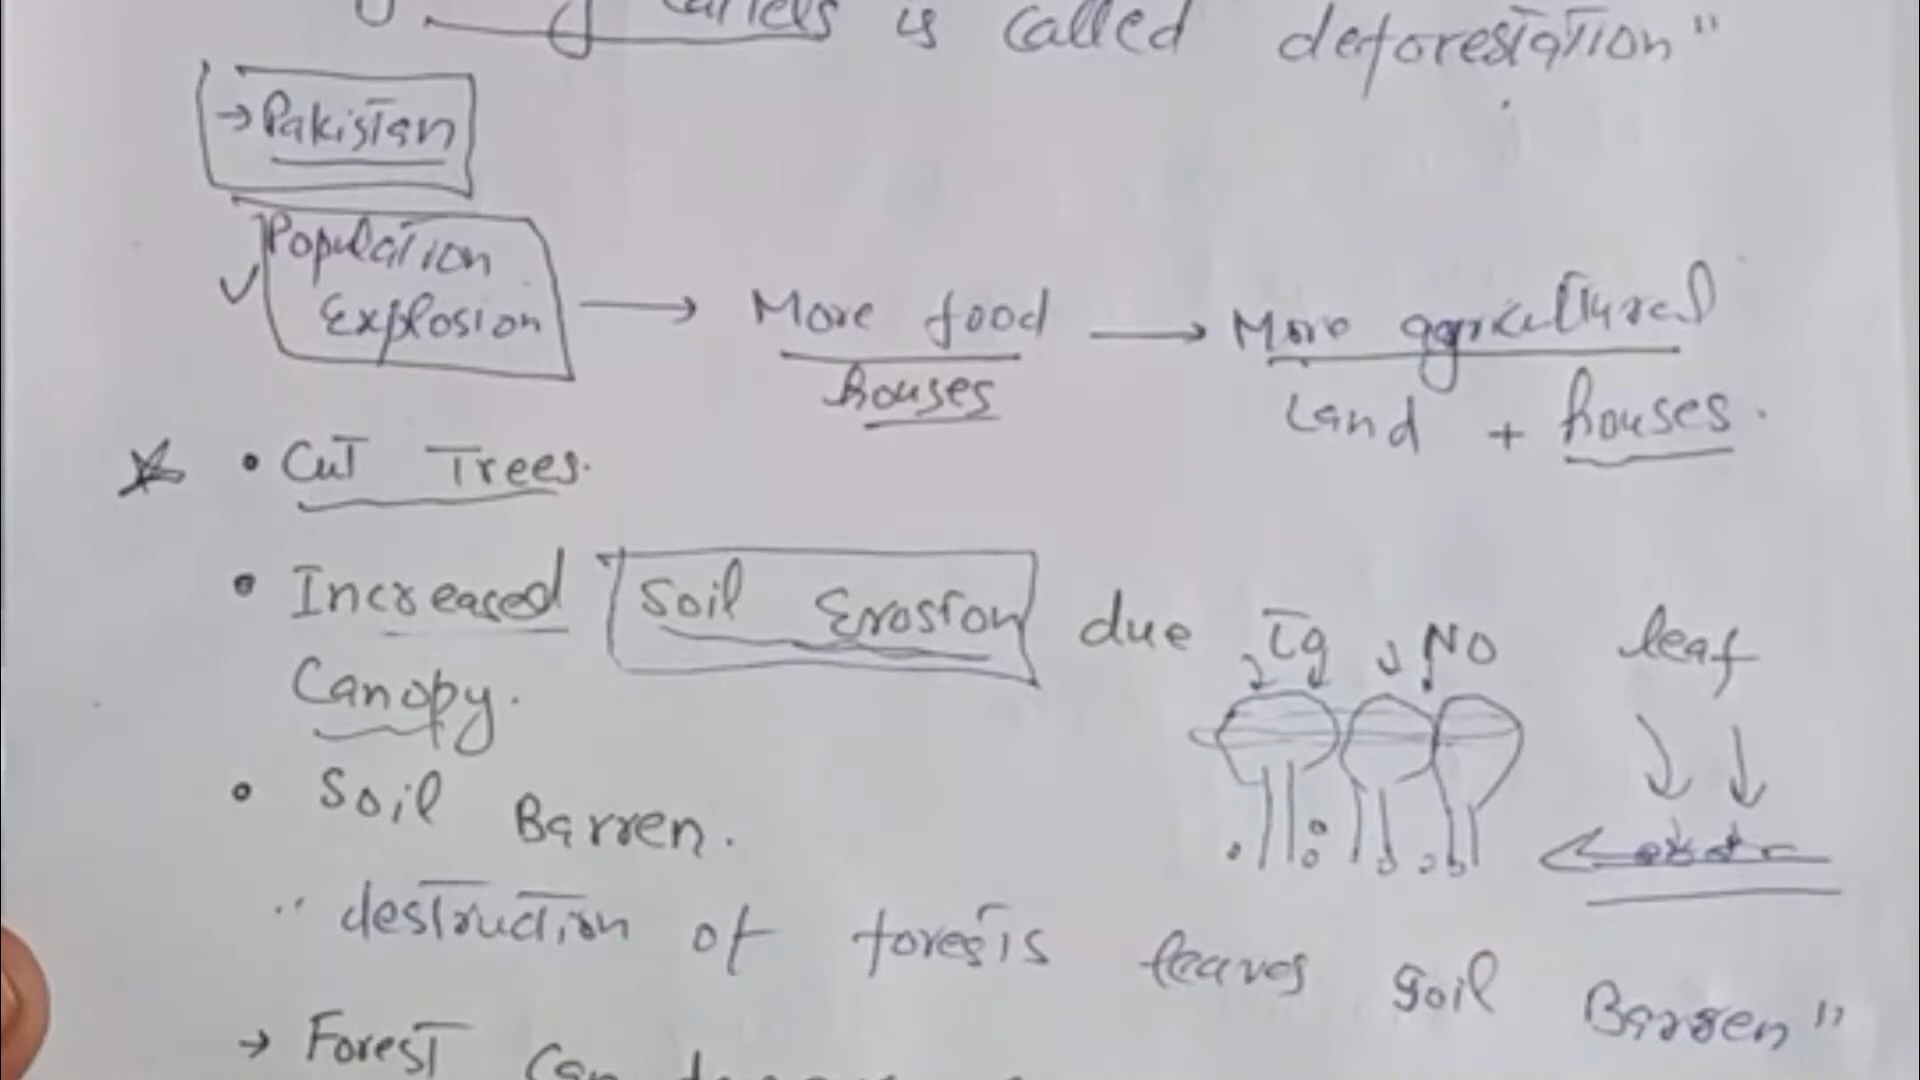 is called deforestation"
→ Pakistan
Population
Explosion → More food → More agricultural
houses Land + houses.
• Cut Trees.
• Increased Soil Erosion due to No leaf
Canopy.
• Soil Barren.
" destruction of forests leaves soil Barren"
→ Forest Can